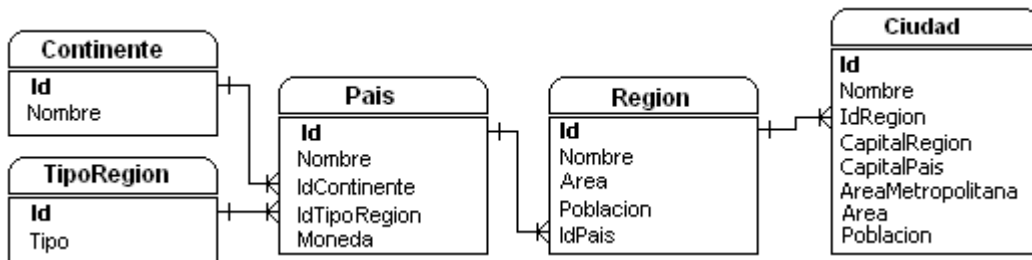 Continente
Id
Nombre
TipoRegion
Id
Tipo
Pais
Id
Nombre
IdContinente
IdTipoRegion
Moneda
Region
Id
Nombre
Area
Poblacion
IdPais
Ciudad
Id
Nombre
IdRegion
CapitalRegion
CapitalPais
AreaMetropolitana
Area
Poblacion